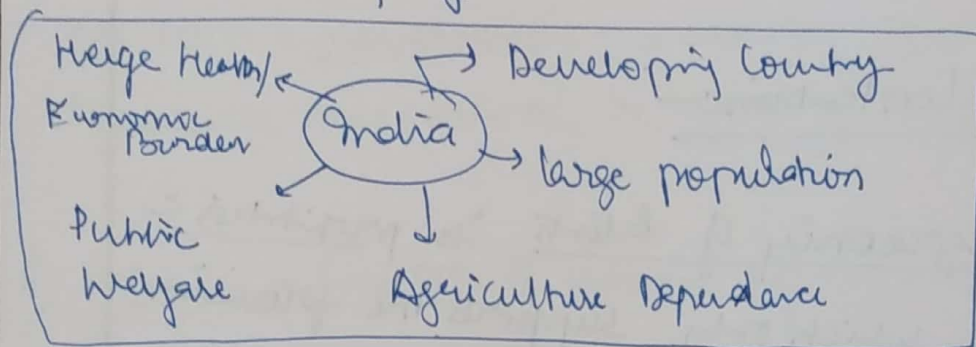 Huge Health/
Economic
Burden
India
Developing Country
large population
Public
Welfare
Agriculture Dependance